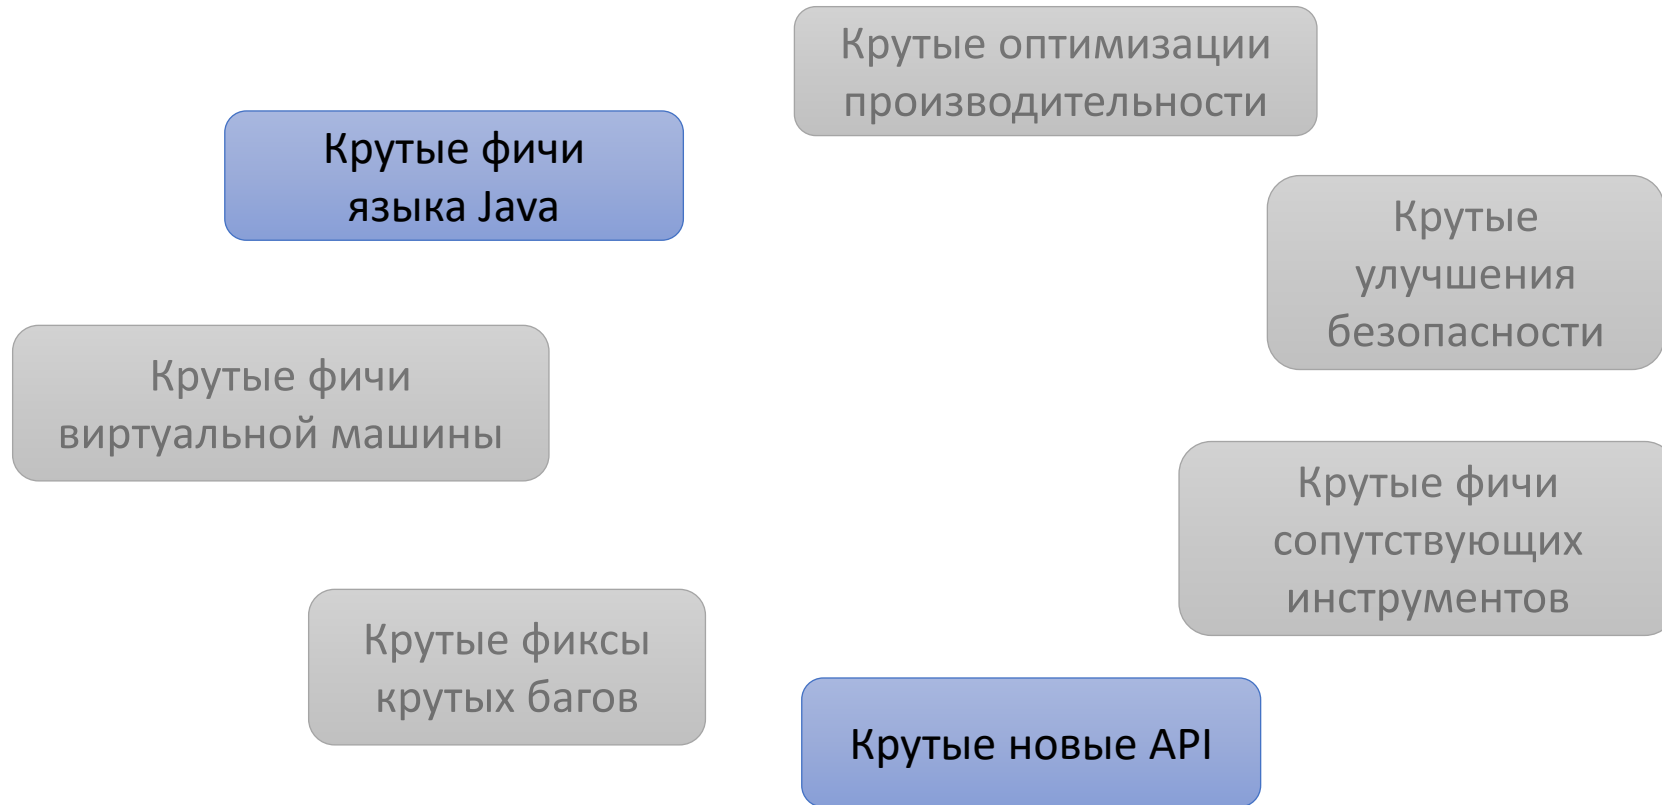 Крутые оптимизации
производительности
Крутые фичи
языка Java
Крутые
улучшения
безопасности
Крутые фичи
виртуальной машины
Крутые фичи
сопутствующих
инструментов
Крутые фиксы
крутых багов
Крутые новые API